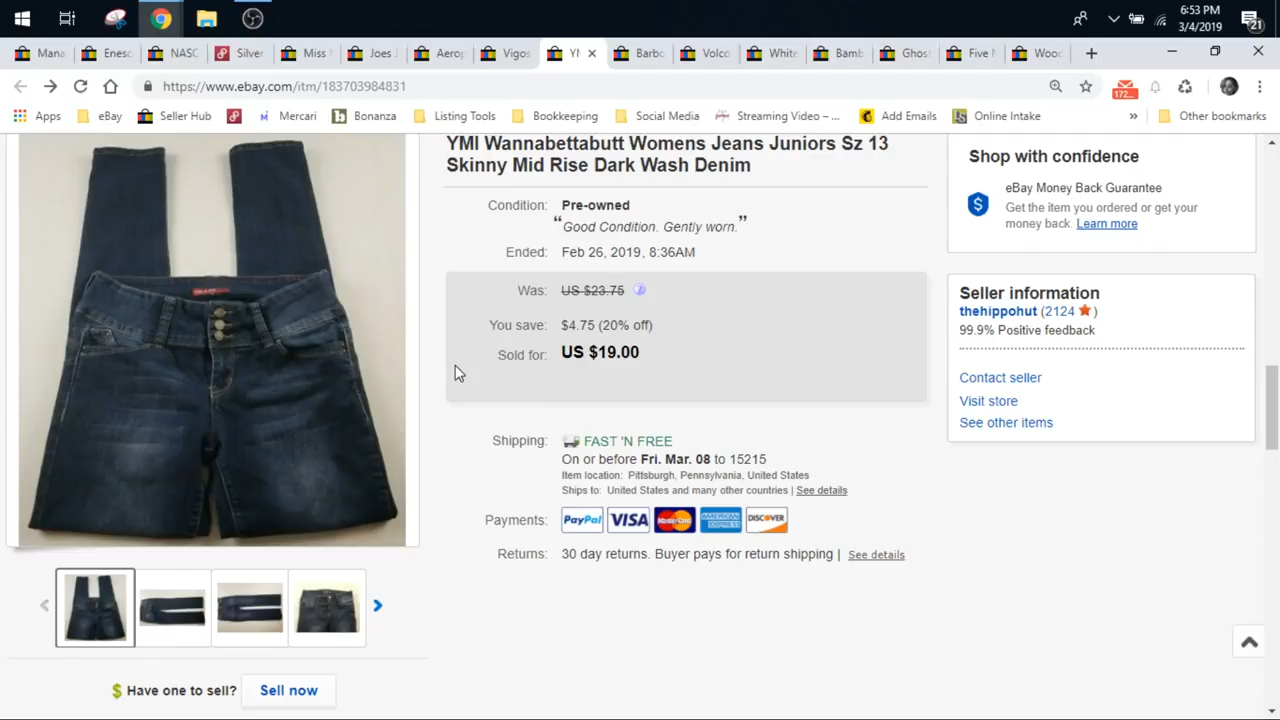 6:53 PM
3/4/2019
21
Mana
Enesc
NASC
Silver
Miss
Joes J
Aerop
Vigos
YM
Barbo
Volco
White
Bamb
Ghost
Five N
Wood
https://www.ebay.com/itm/183703984831
172...
Apps
eBay
Seller Hub
Mercari
Bonanza
Listing Tools
Bookkeeping
Social Media
Streaming Video – ...
Add Emails
Online Intake
»
Other bookmarks
YMI Wannabettabutt Womens Jeans Juniors Sz 13
Skinny Mid Rise Dark Wash Denim
Condition: Pre-owned
“Good Condition. Gently worn.”
Ended: Feb 26, 2019, 8:36AM
Was: US $23.75
You save: $4.75 (20% off)
Sold for: US $19.00
Shipping: FAST 'N FREE
On or before Fri. Mar. 08 to 15215
Item location: Pittsburgh, Pennsylvania, United States
Ships to: United States and many other countries | See details
Payments: PayPal VISA MasterCard AMERICAN EXPRESS DISCOVER
Returns: 30 day returns. Buyer pays for return shipping | See details
Shop with confidence
eBay Money Back Guarantee
Get the item you ordered or get your
money back. Learn more
Seller information
thehippohut (2124 ★ )
99.9% Positive feedback
Contact seller
Visit store
See other items
$ Have one to sell? Sell now